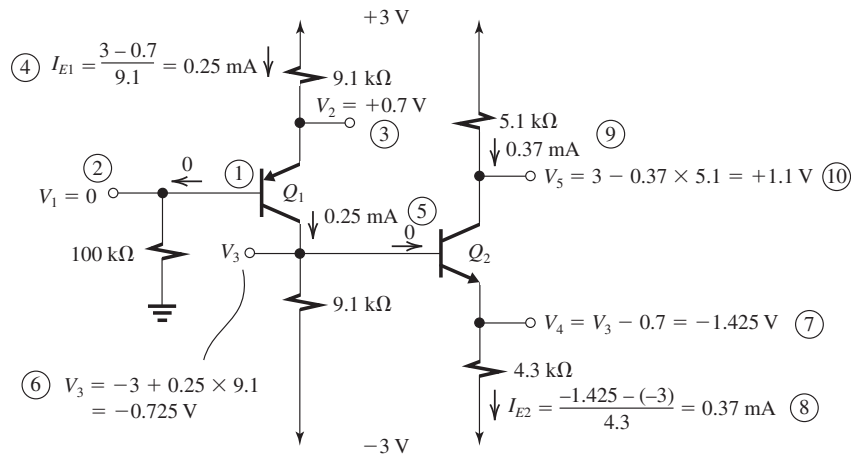 +3 V
④ I_E1 = (3 – 0.7)/9.1 = 0.25 mA
9.1 kΩ
V_2 = +0.7 V
③
5.1 kΩ
⑨
0.37 mA
② 0 ①
V_1 = 0
Q_1
V_5 = 3 − 0.37 × 5.1 = +1.1 V ⑩
0.25 mA ⑤
0
100 kΩ
V_3
Q_2
9.1 kΩ
V_4 = V_3 − 0.7 = −1.425 V ⑦
4.3 kΩ
⑥ V_3 = −3 + 0.25 × 9.1
= −0.725 V
I_E2 = (−1.425 – (−3))/4.3 = 0.37 mA ⑧
−3 V